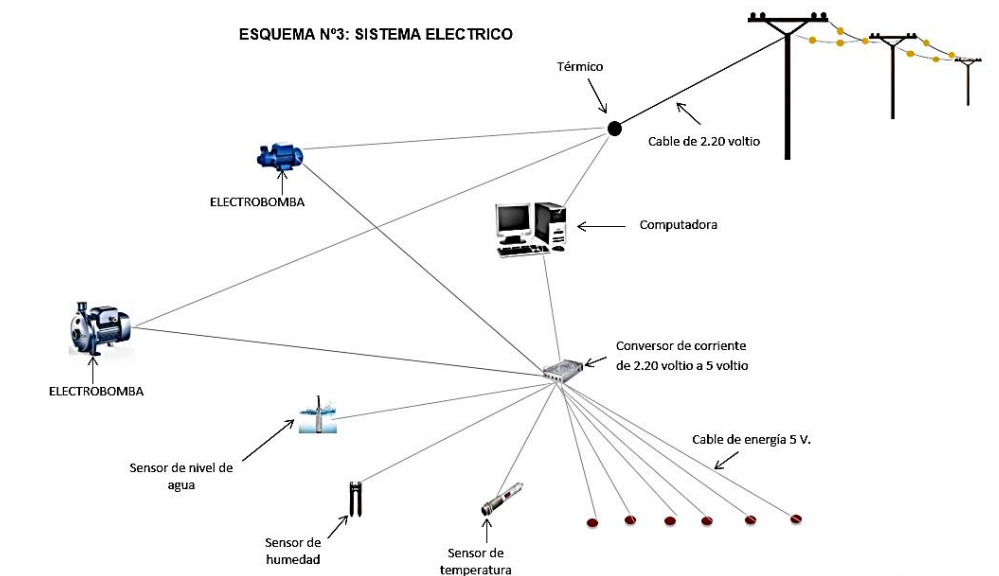 ESQUEMA Nº3: SISTEMA ELECTRICO
Térmico
Cable de 2.20 voltio
ELECTROBOMBA
Computadora
Conversor de corriente
de 2.20 voltio a 5 voltio
ELECTROBOMBA
Cable de energía 5 V.
Sensor de nivel de
agua
Sensor de
humedad
Sensor de
temperatura